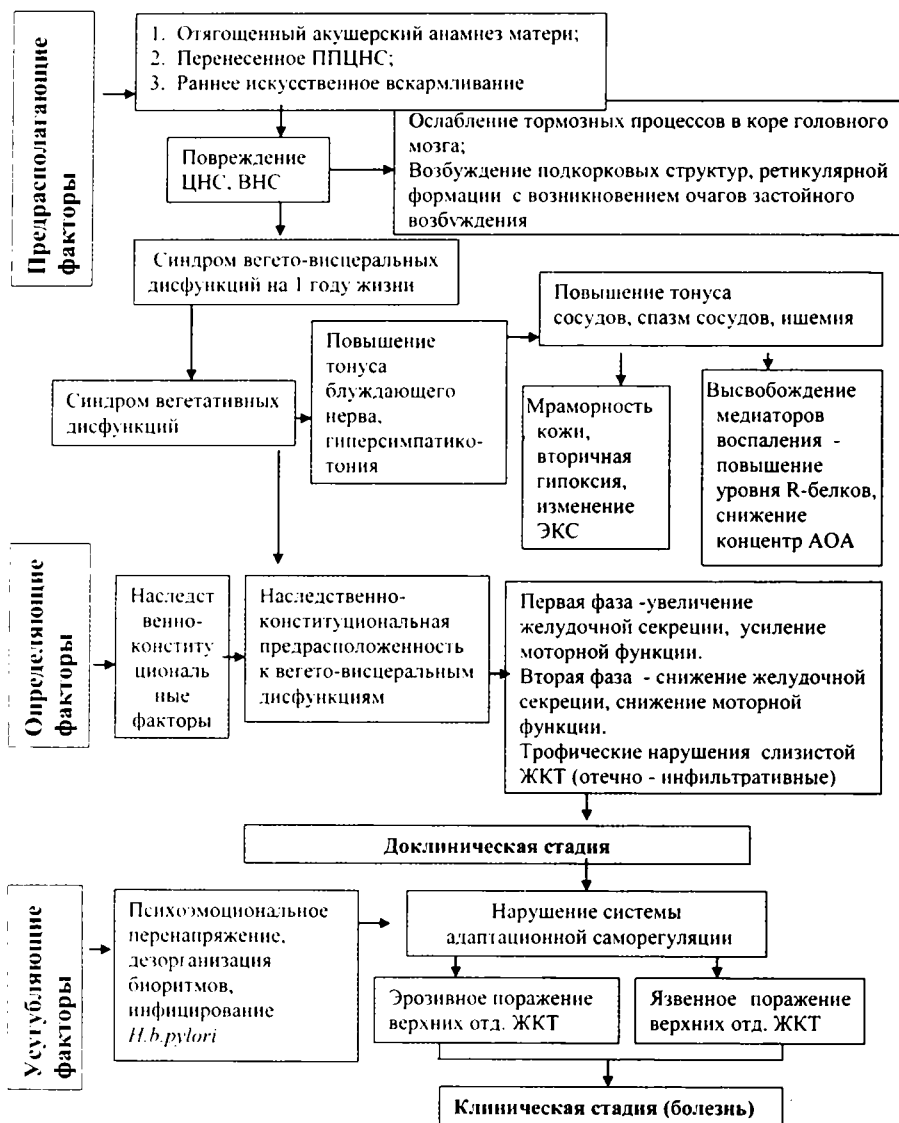 Предрасполагающие
факторы
1. Отягощенный акушерский анамнез матери;
2. Перенесенное ППЦНС;
3. Раннее искусственное вскармливание
Повреждение
ЦНС, ВНС
Ослабление тормозных процессов в коре головного
мозга;
Возбуждение подкорковых структур, ретикулярной
формации с возникновением очагов застойного
возбуждения
Синдром вегето-висцеральных
дисфункций на 1 году жизни
Синдром вегетативных
дисфункций
Повышение
тонуса
блуждающего
нерва,
гиперсимпатико-
тония
Повышение тонуса
сосудов, спазм сосудов, ишемия
Мраморность
кожи,
вторичная
гипоксия,
изменение
ЭКС
Высвобождение
медиаторов
воспаления -
повышение
уровня R-белков,
снижение
концентр АОА
Определяющие
факторы
Наследст
венно-
констит
уциональ
ные
факторы
Наследственно-
конституциональная
предрасположенность
к вегето-висцеральным
дисфункциям
Первая фаза -увеличение
желудочной секреции, усиление
моторной функции.
Вторая фаза - снижение желудочной
секреции, снижение моторной
функции.
Трофические нарушения слизистой
ЖКТ (отечно - инфильтративные)
Доклиническая стадия
Усугубляющие
факторы
Психоэмоциональное
перенапряжение,
дезорганизация
биоритмов,
инфицирование
H.b.pylori
Нарушение системы
адаптационной саморегуляции
Эрозивное поражение
верхних отд. ЖКТ
Язвенное поражение
верхних отд. ЖКТ
Клиническая стадия (болезнь)